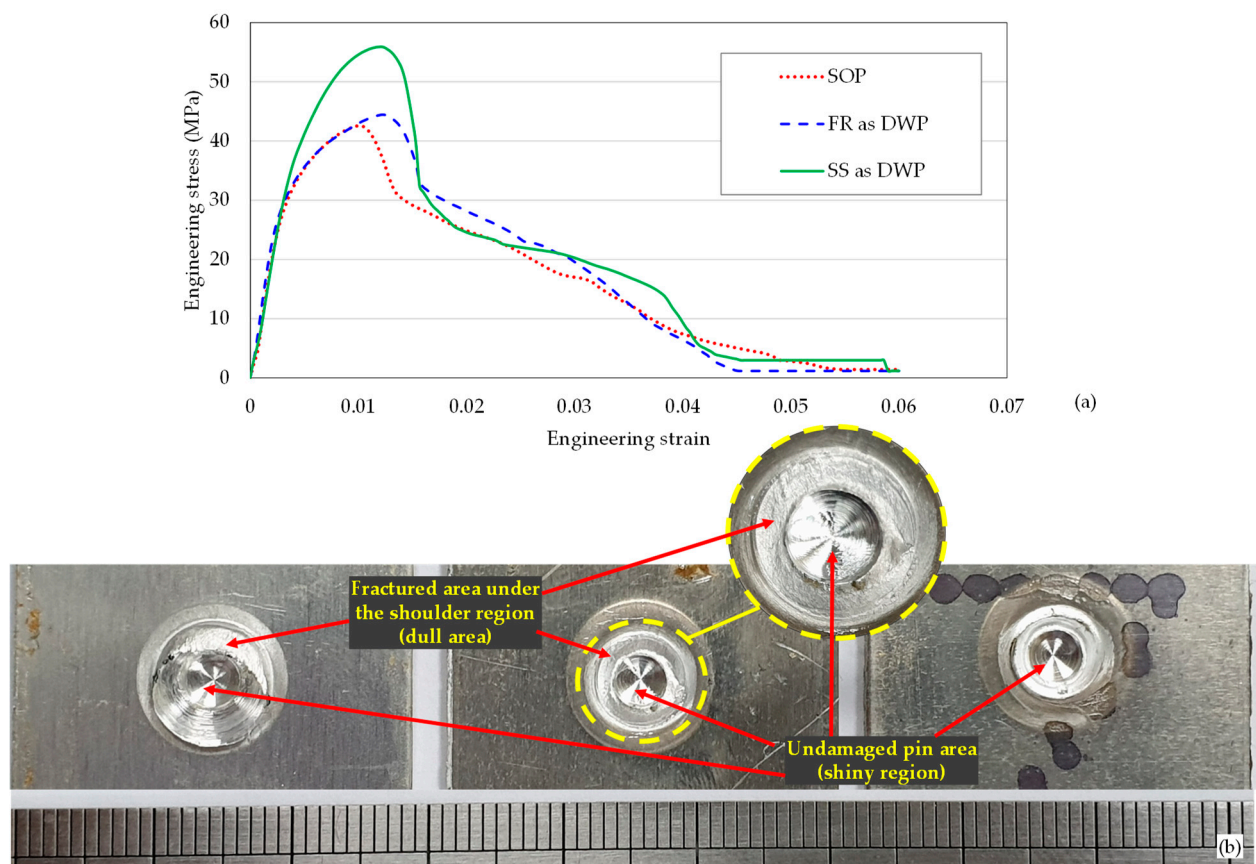 60
50
40
30
20
10
0
Engineering stress (MPa)
SOP
FR as DWP
SS as DWP
0
0.01
0.02
0.03
0.04
0.05
0.06
0.07
Engineering strain
(a)
Fractured area under
the shoulder region
(dull area)
Undamaged pin area
(shiny region)
(b)